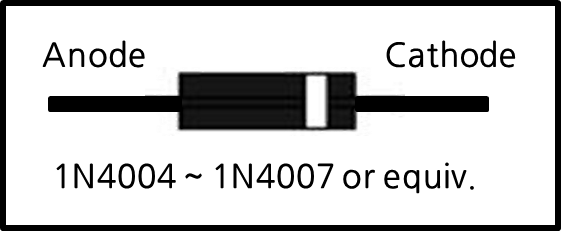 Anode Cathode
1N4004 ~ 1N4007 or equiv.